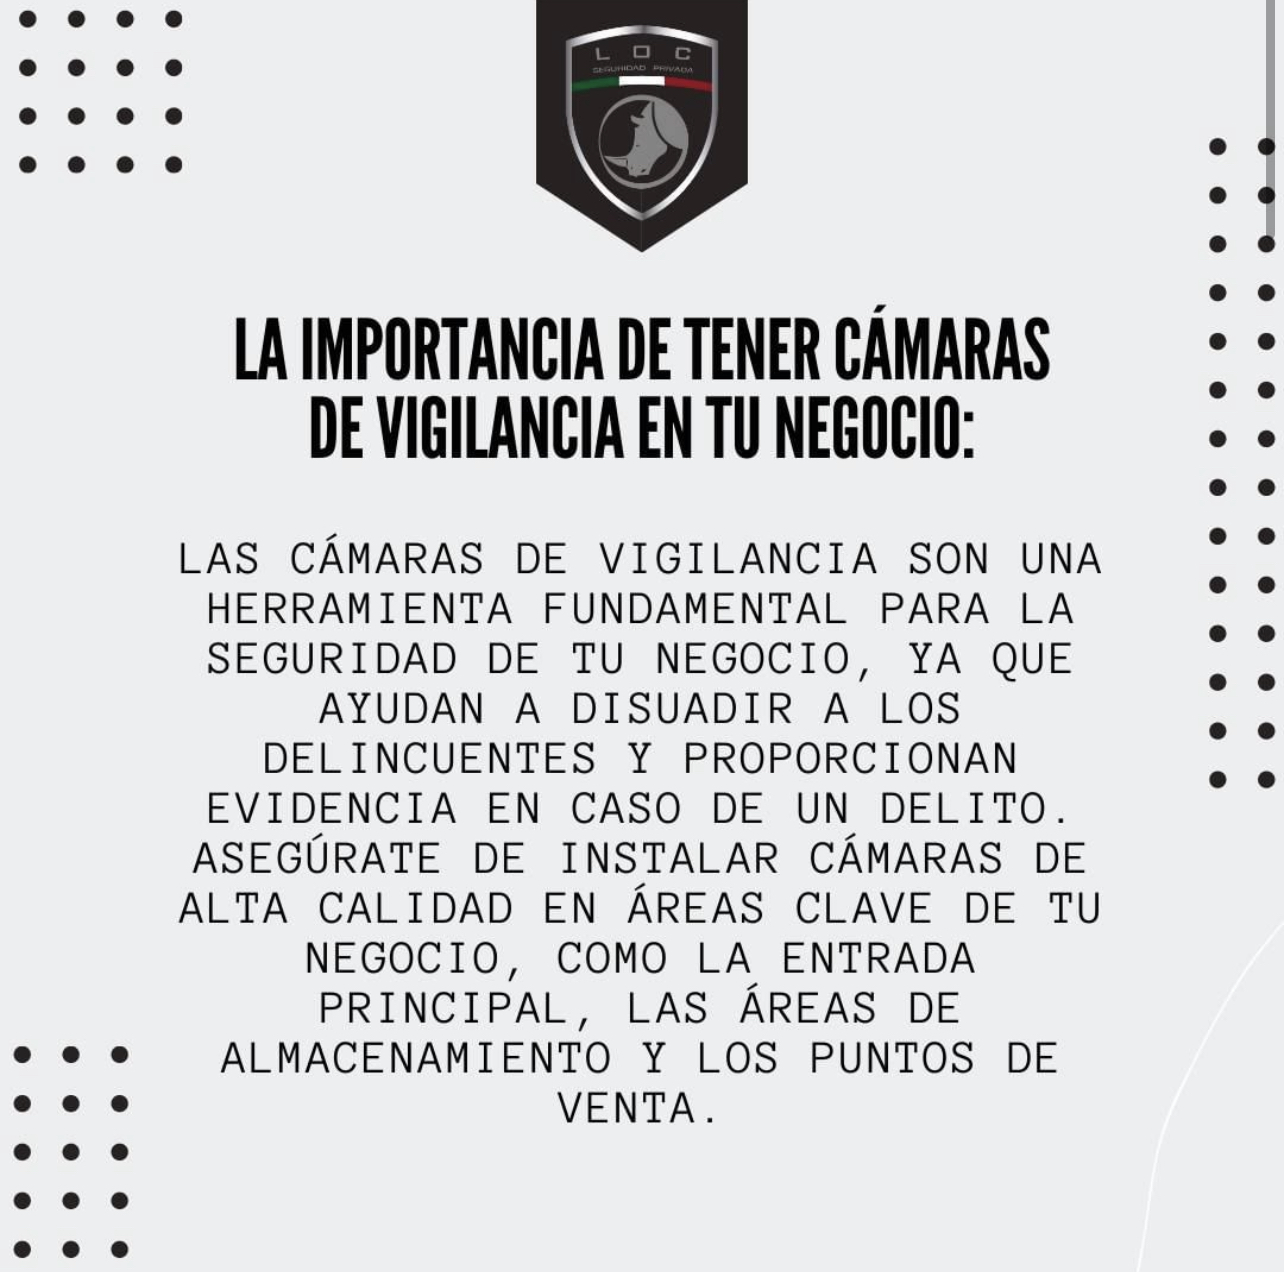 L O C
SEGURIDAD PRIVADA
LA IMPORTANCIA DE TENER CÁMARAS
DE VIGILANCIA EN TU NEGOCIO:
LAS CÁMARAS DE VIGILANCIA SON UNA
HERRAMIENTA FUNDAMENTAL PARA LA
SEGURIDAD DE TU NEGOCIO, YA QUE
AYUDAN A DISUADIR A LOS
DELINCUENTES Y PROPORCIONAN
EVIDENCIA EN CASO DE UN DELITO.
ASEGÚRATE DE INSTALAR CÁMARAS DE
ALTA CALIDAD EN ÁREAS CLAVE DE TU
NEGOCIO, COMO LA ENTRADA
PRINCIPAL, LAS ÁREAS DE
ALMACENAMIENTO Y LOS PUNTOS DE
VENTA.